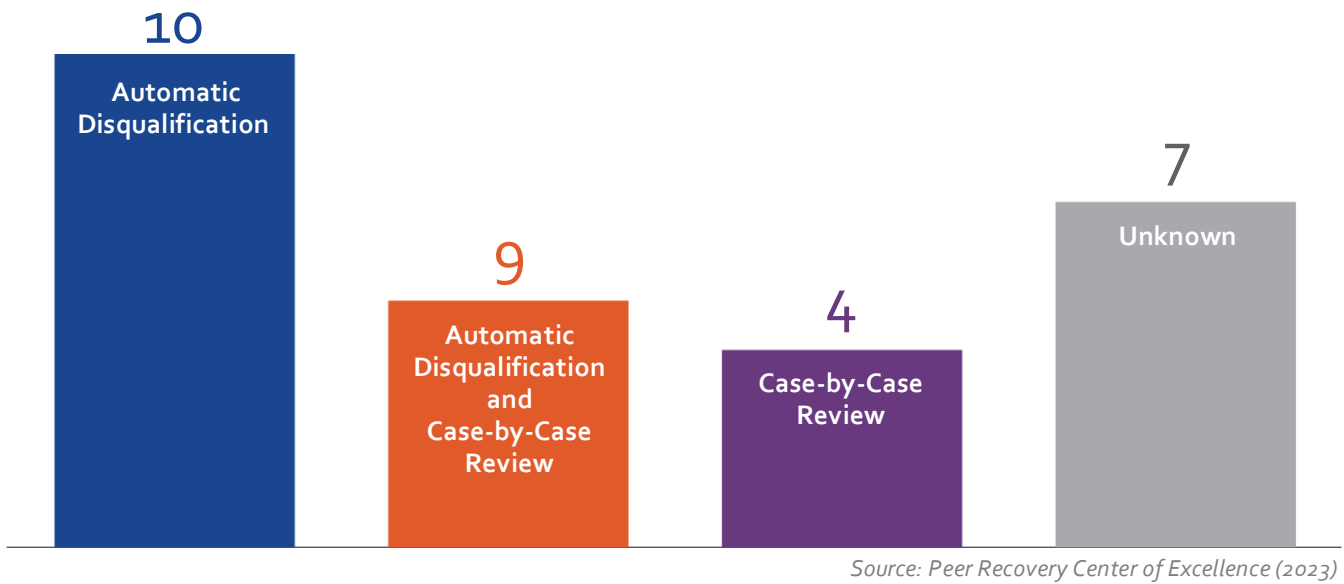 10
Automatic
Disqualification
9
Automatic
Disqualification
and
Case-by-Case
Review
4
Case-by-Case
Review
7
Unknown
Source: Peer Recovery Center of Excellence (2023)